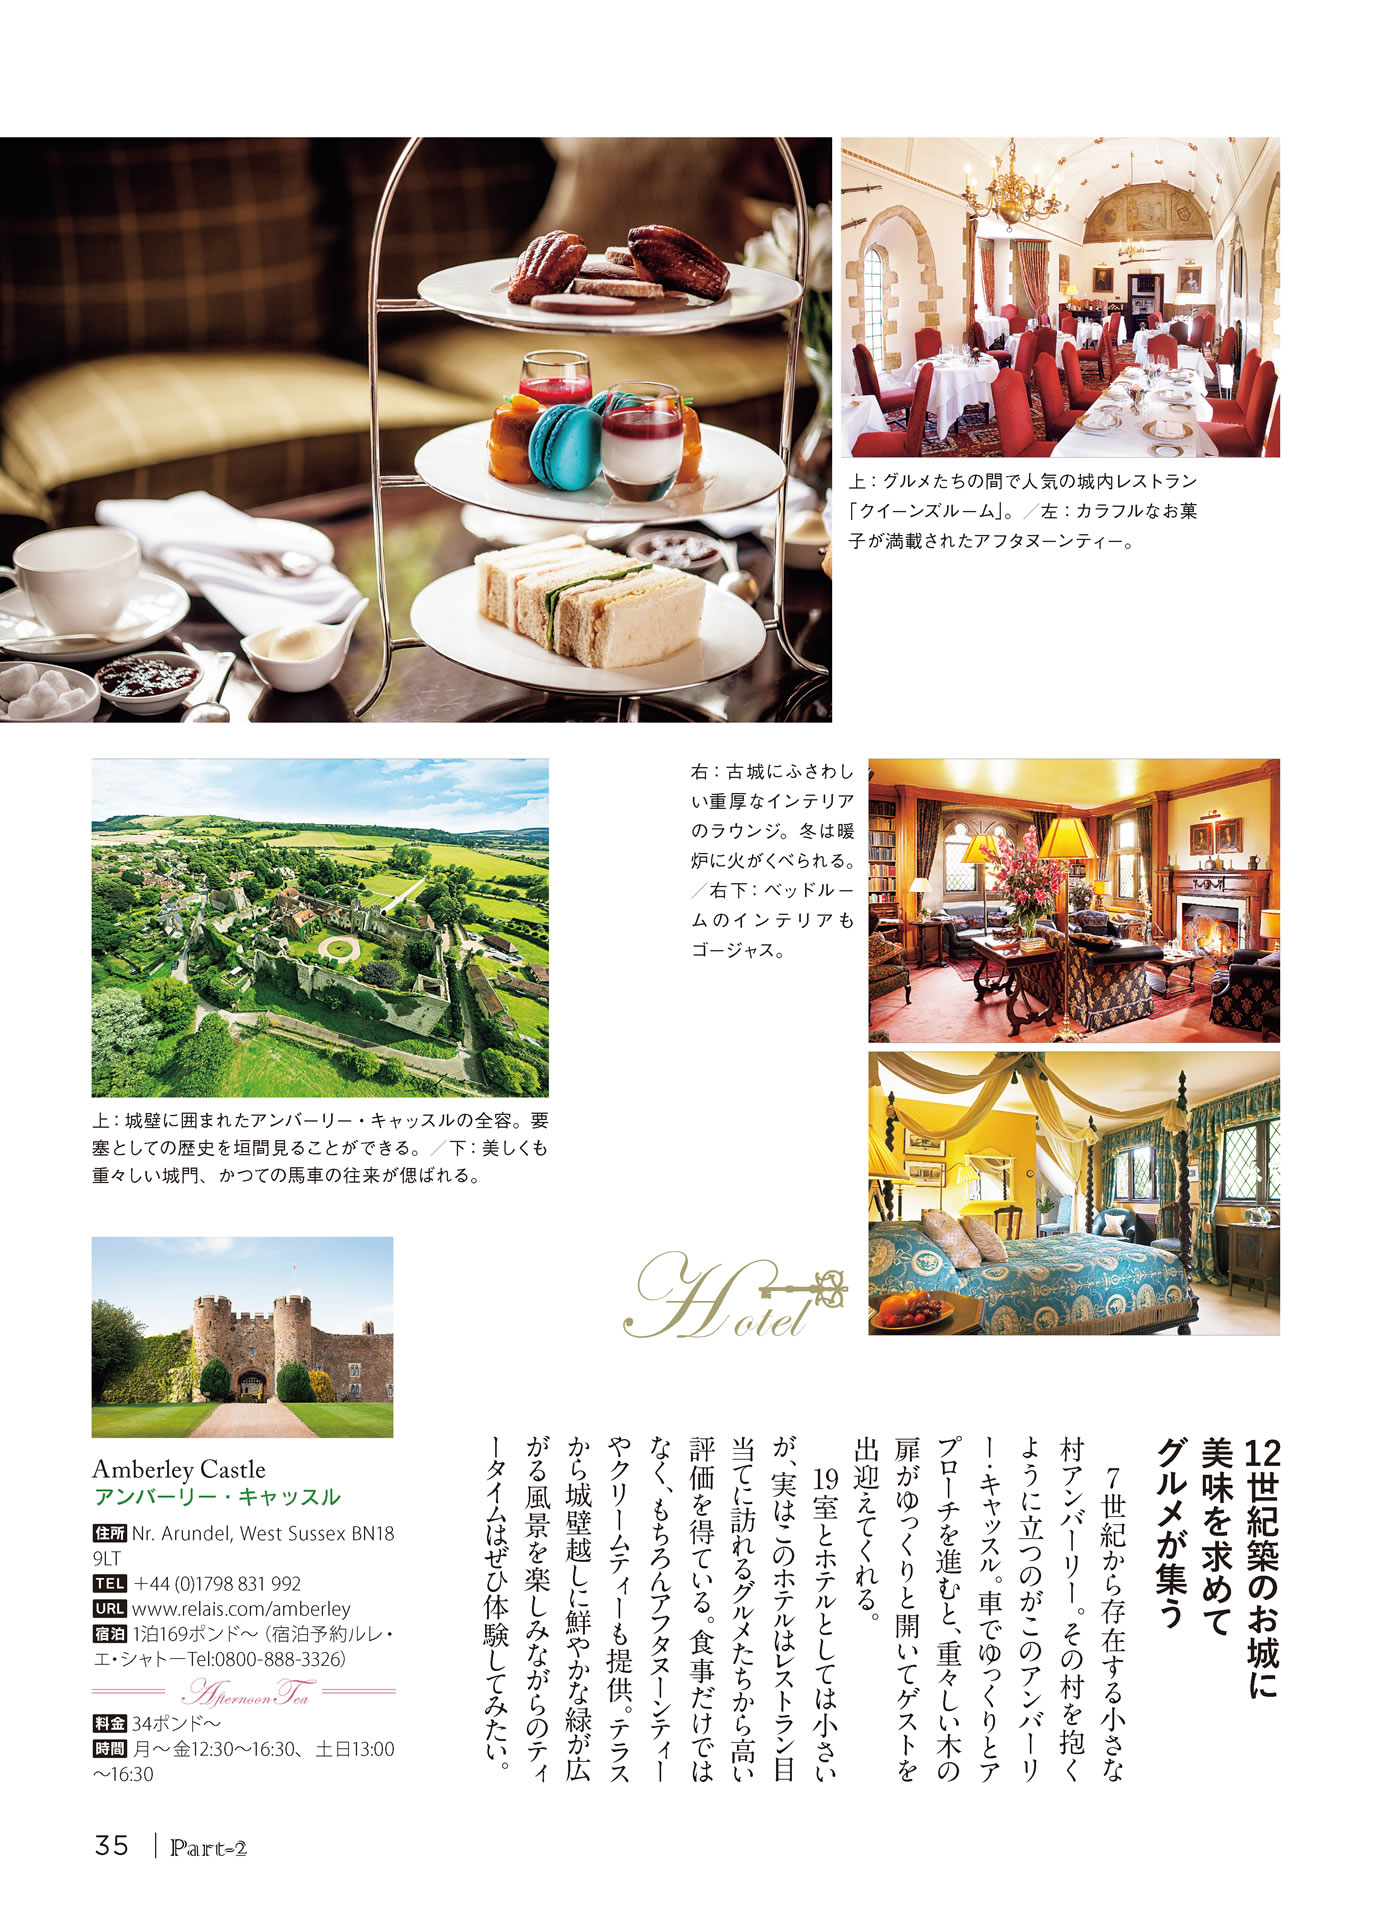 上：グルメたちの間で人気の城内レストラン
「クイーンズルーム」。／左：カラフルなお菓
子が満載されたアフタヌーンティー。
右：古城にふさわし
い重厚なインテリア
のラウンジ。冬は暖
炉に火がくべられる。
／右下：ベッドルー
ムのインテリアも
ゴージャス。
上：城壁に囲まれたアンバーリー・キャッスルの全容。要
塞としての歴史を垣間見ることができる。／下：美しくも
重々しい城門、かつての馬車の往来が偲ばれる。
Hotel
12世紀築のお城に
美味を求めて
グルメが集う
7世紀から存在する小さな
村アンバーリー。その村を抱く
ように立つのがこのアンバーリ
ー・キャッスル。車でゆっくりとア
プローチを進むと、重々しい木の
扉がゆっくりと開いてゲストを
出迎えてくれる。
19室とホテルとしては小さい
が、実はこのホテルはレストラン目
当てに訪れるグルメたちから高い
評価を得ている。食事だけでは
なく、もちろんアフタヌーンティー
やクリームティーも提供。テラス
から城壁越しに鮮やかな緑が広
がる風景を楽しみながらのティ
ータイムはぜひ体験してみたい。
Amberley Castle
アンバーリー・キャッスル
住所 Nr. Arundel, West Sussex BN18
9LT
TEL +44 (0)1798 831 992
URL www.relais.com/amberley
宿泊 1泊169ポンド〜（宿泊予約ルレ・
エ・シャトーTel:0800-888-3326）
Afternoon Tea
料金 34ポンド〜
時間 月〜金12:30〜16:30、土日13:00
〜16:30
35 | Part-2